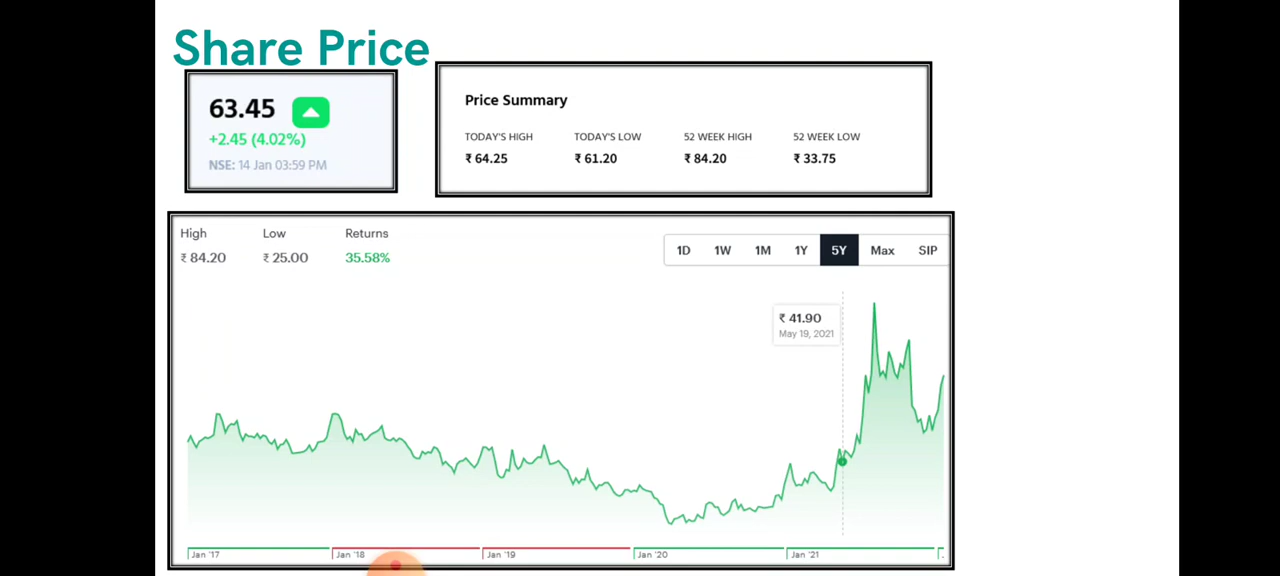 Share Price
63.45
+2.45 (4.02%)
NSE: 14 Jan 03:59 PM
Price Summary
TODAY'S HIGH TODAY'S LOW 52 WEEK HIGH 52 WEEK LOW
₹ 64.25 ₹ 61.20 ₹ 84.20 ₹ 33.75
High Low Returns
₹ 84.20 ₹ 25.00 35.58%
1D 1W 1M 1Y 5Y Max SIP
₹ 41.90
May 19, 2021
Jan '17 Jan '18 Jan '19 Jan '20 Jan '21